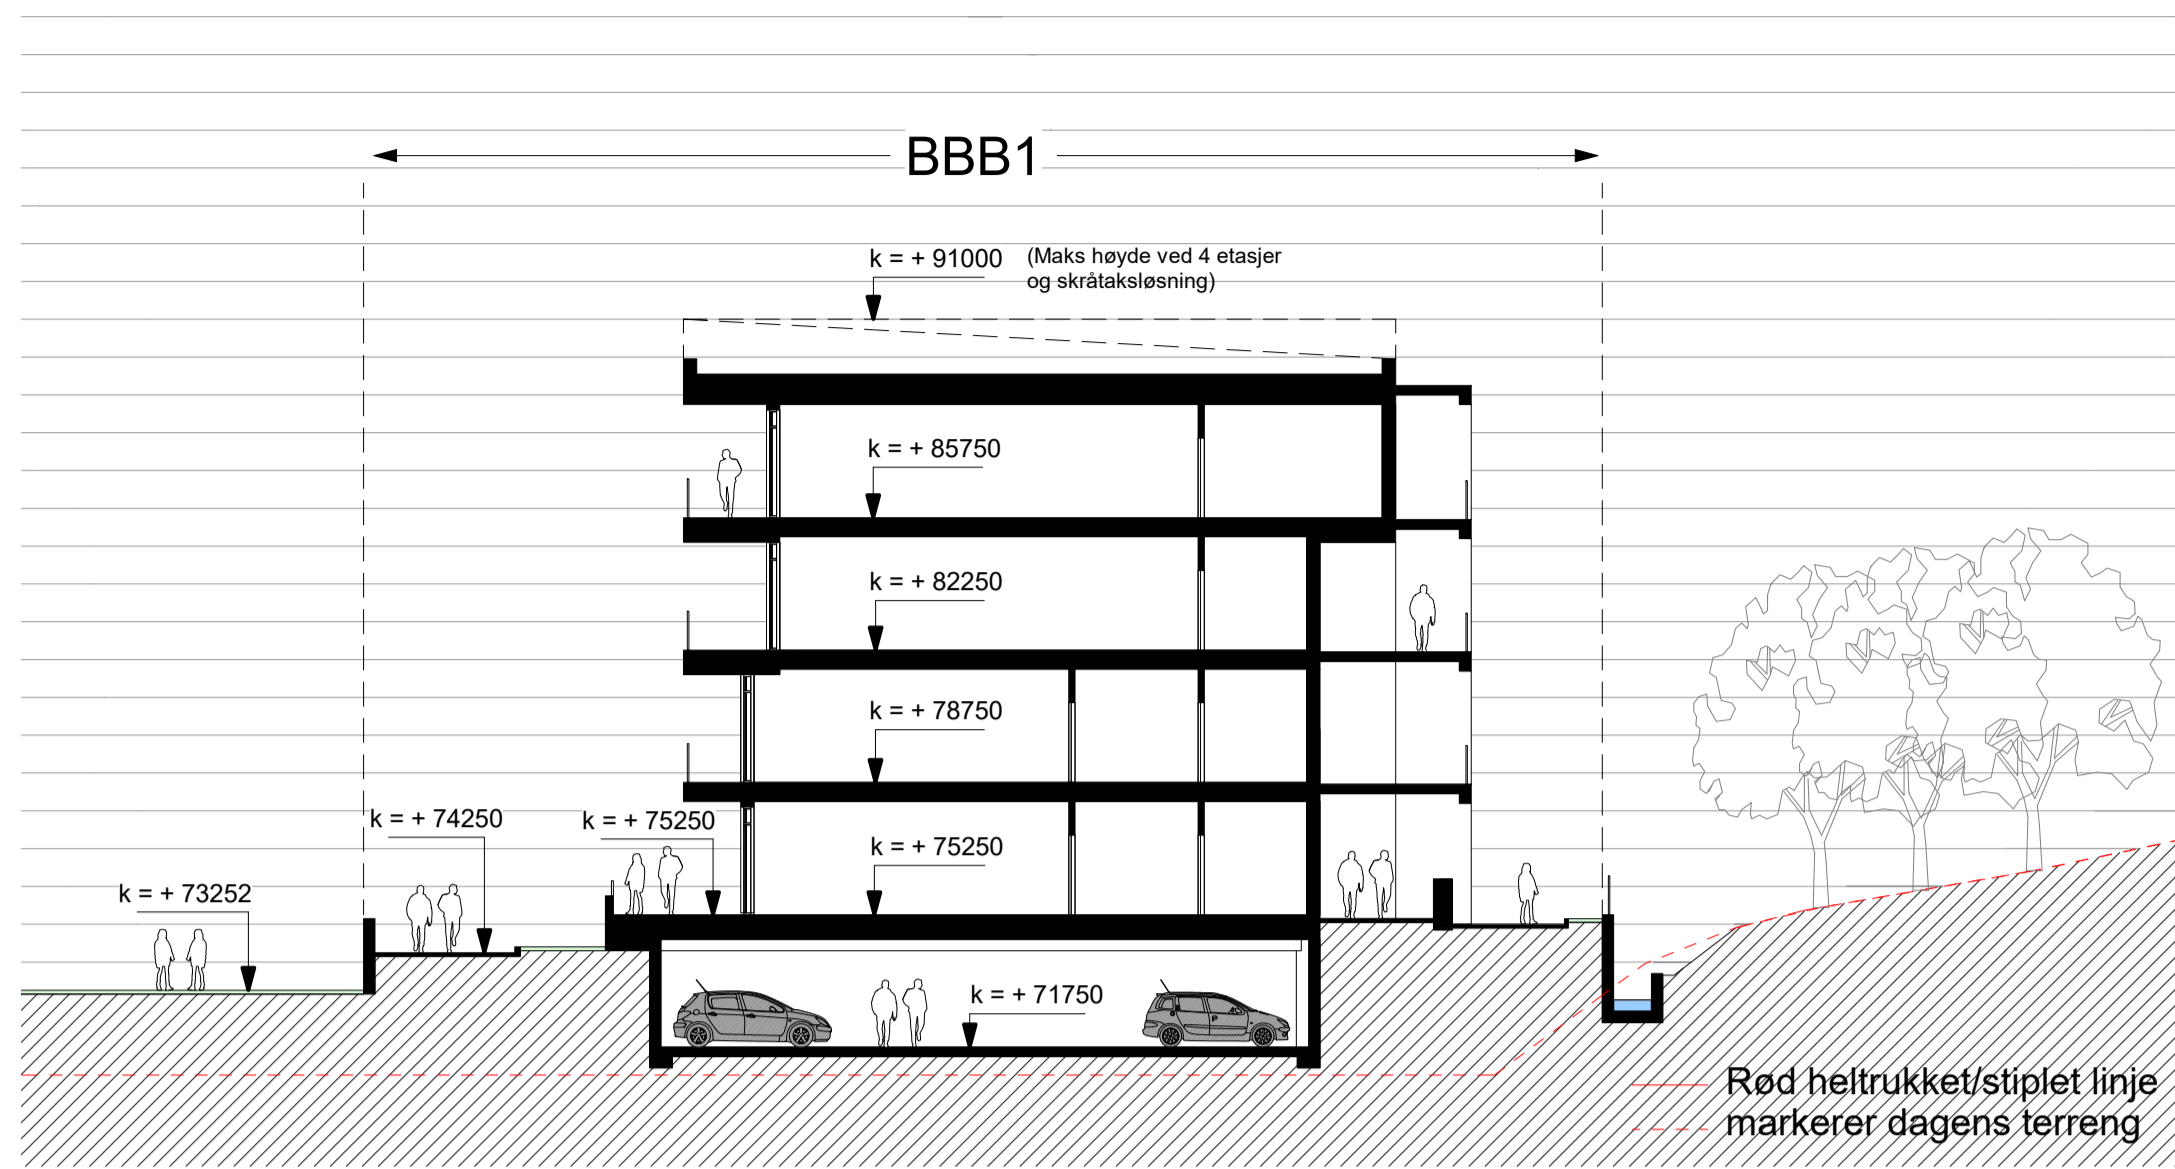 BBB1
k = + 91000
(Maks høyde ved 4 etasjer
og skråtaksløsning)
k = + 85750
k = + 82250
k = + 78750
k = + 74250
k = + 75250
k = + 75250
k = + 73252
k = + 71750
Rød heltrukket/stiplet linje
markerer dagens terreng